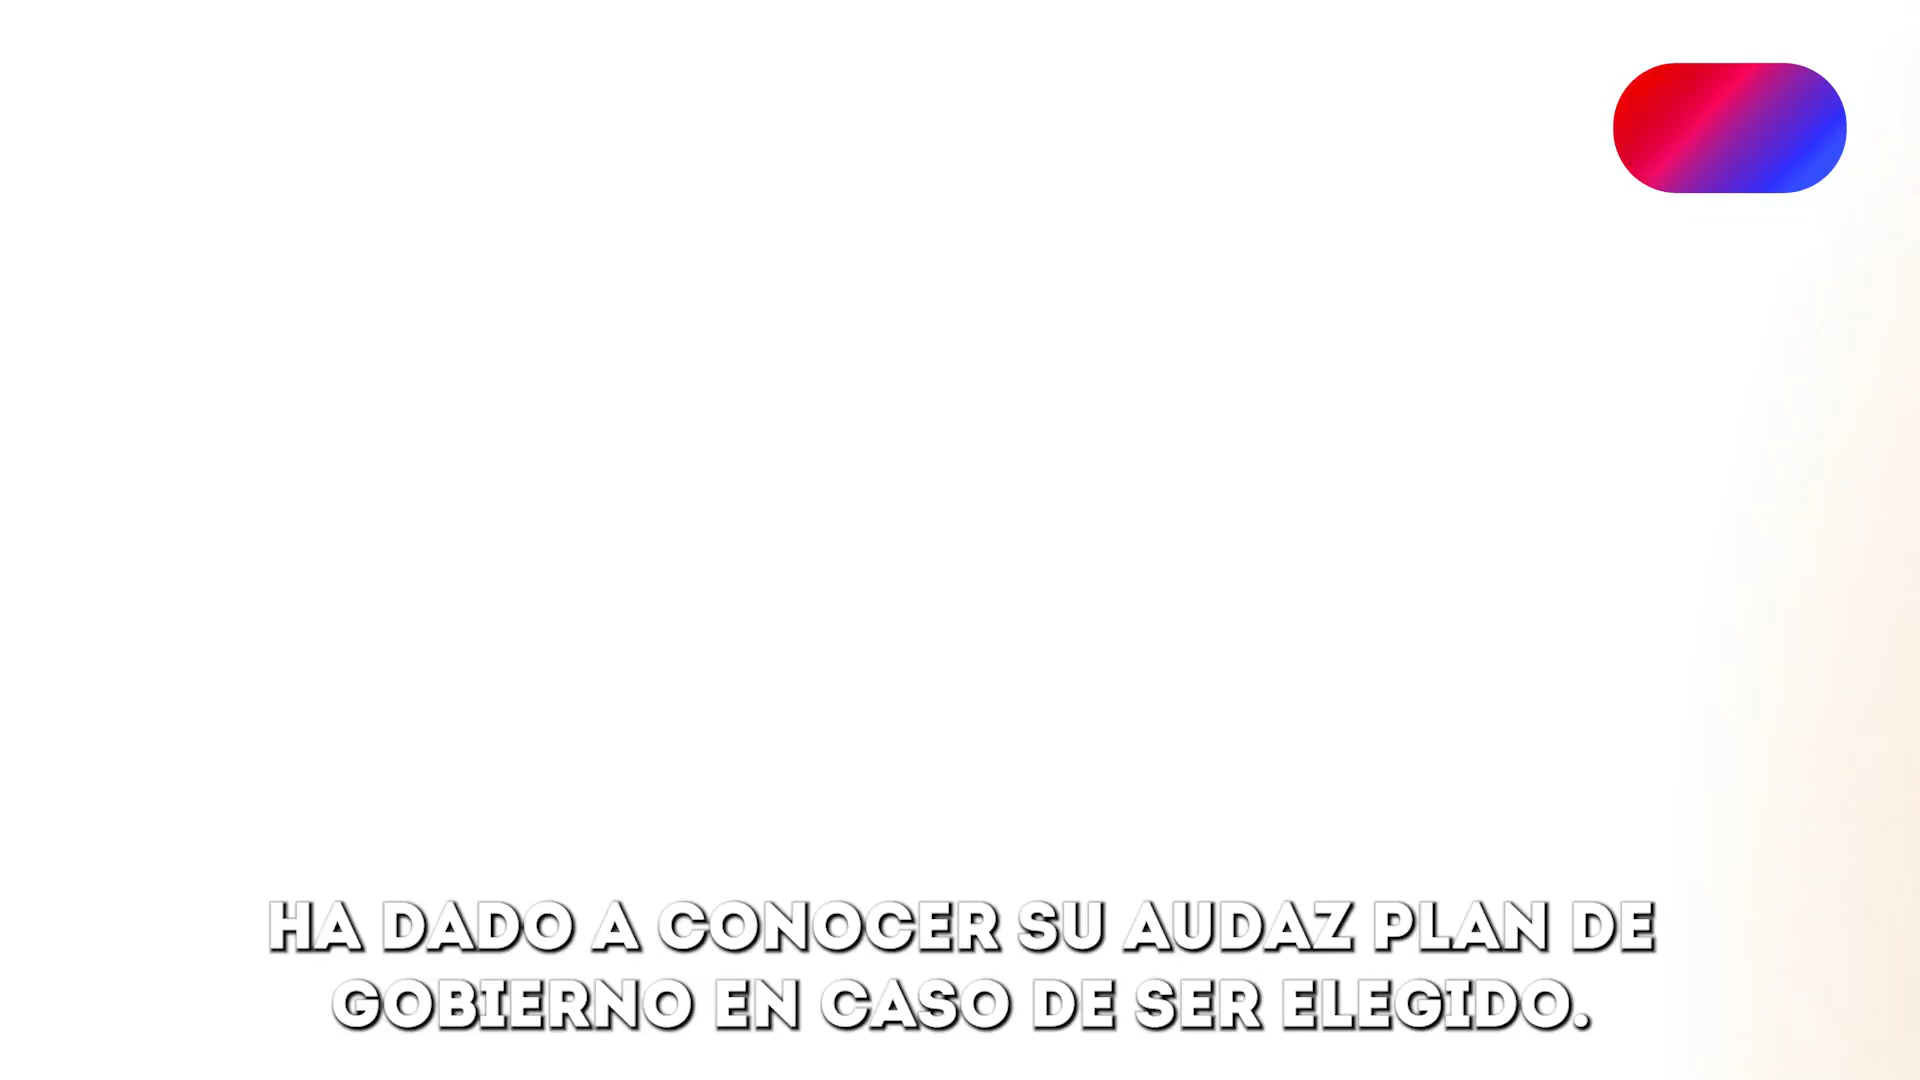 HA DADO A CONOCER SU AUDAZ PLAN DE
GOBIERNO EN CASO DE SER ELEGIDO.